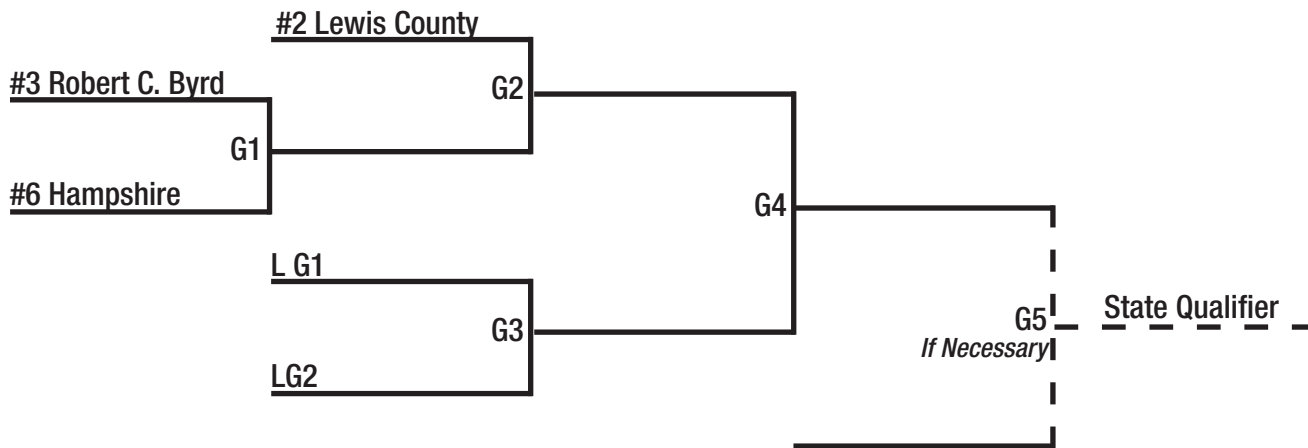 #2 Lewis County
#3 Robert C. Byrd
G2
G1
#6 Hampshire
G4
L G1
G3
G5
State Qualifier
If Necessary
LG2